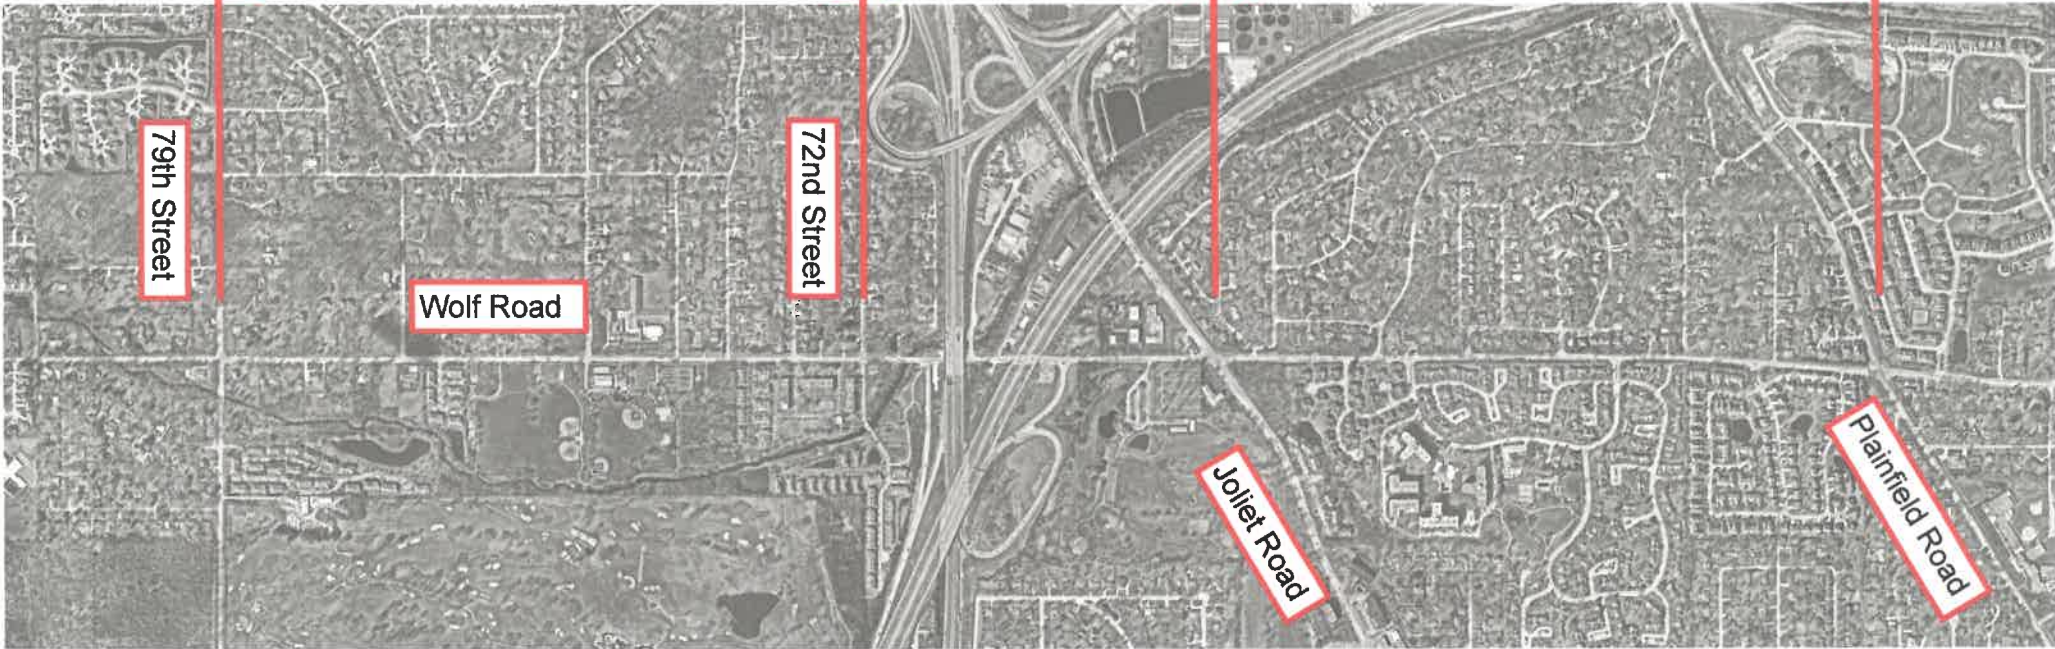 79th Street
Wolf Road
72nd Street
Joliet Road
Plainfield Road